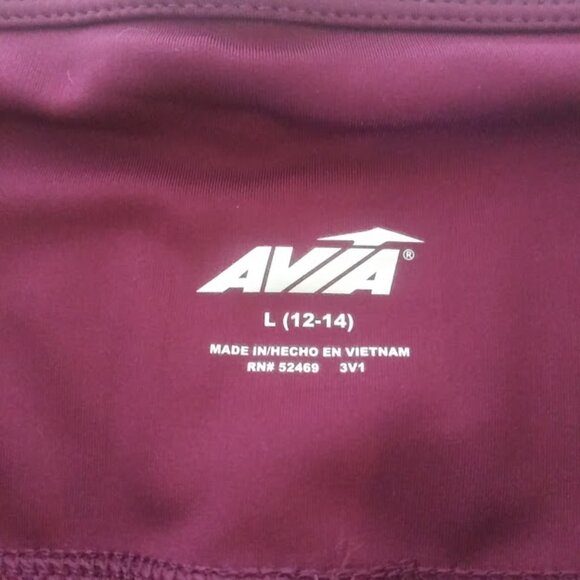 AVIA®
L (12-14)
MADE IN/HECHO EN VIETNAM
RN# 52469 3V1